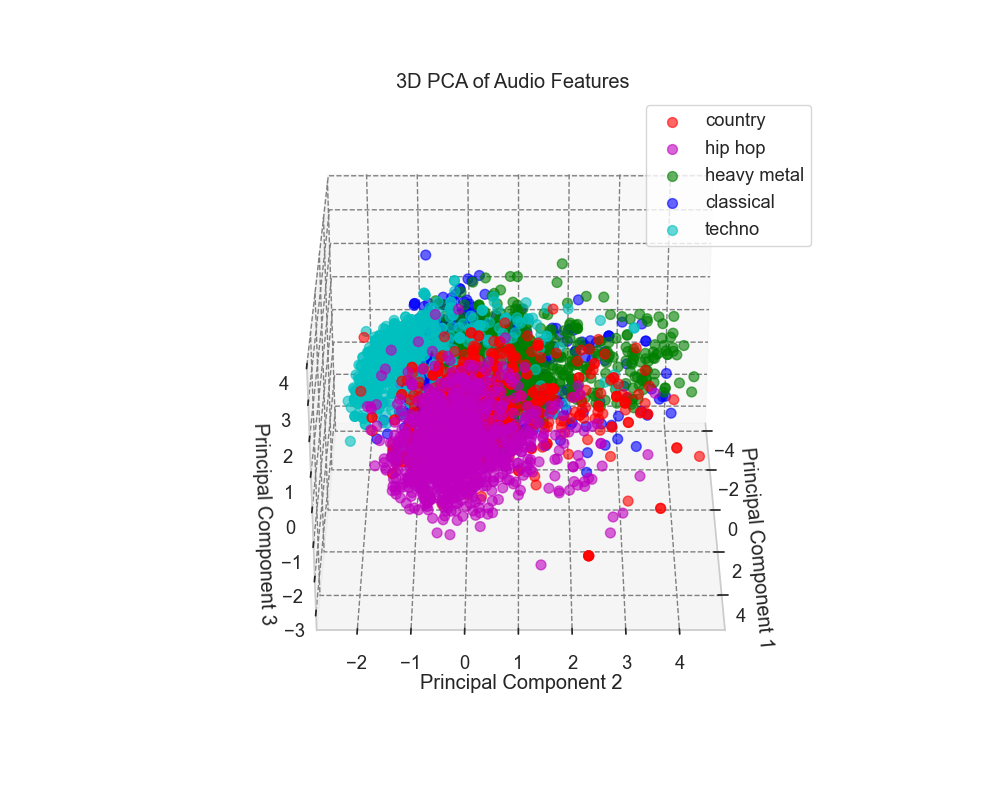 3D PCA of Audio Features
country
hip hop
heavy metal
classical
techno
4
3
2
1
0
−1
−2
−3
Principal Component 3
−4
−2
0
2
4
Principal Component 1
−2
−1
0
1
2
3
4
Principal Component 2